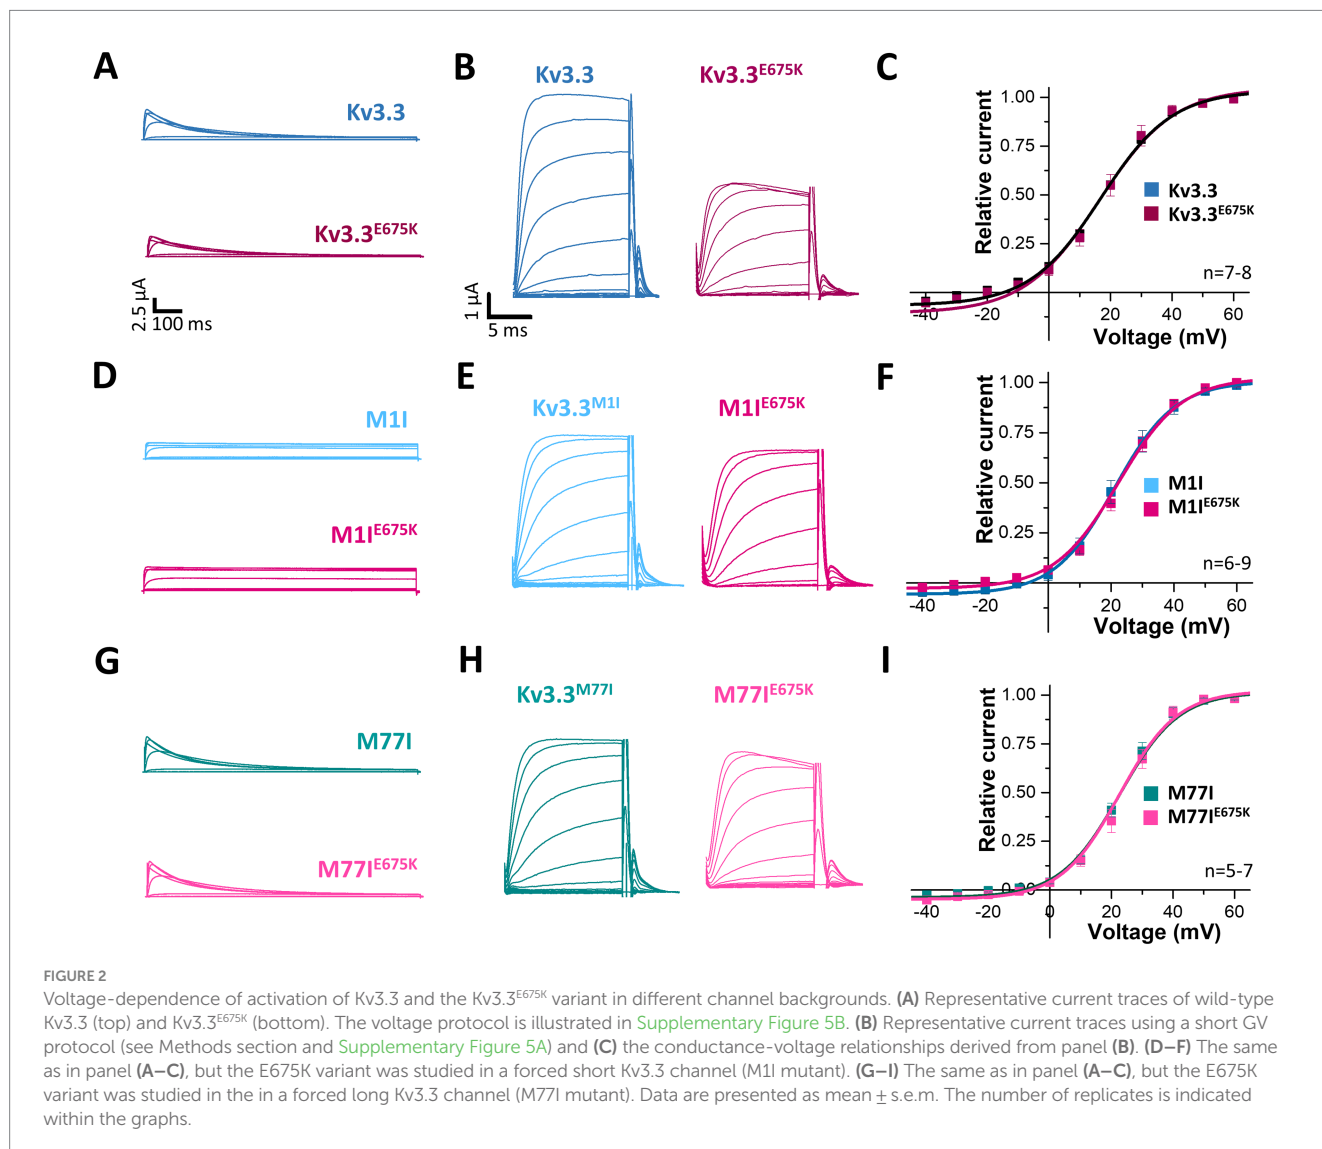 A
Kv3.3
Kv3.3E675K
2.5 µA
100 ms
B
Kv3.3
Kv3.3E675K
1 µA
5 ms
C
Relative current
1.00
0.75
0.50
0.25
-40
-20
20
40
60
Voltage (mV)
Kv3.3
Kv3.3E675K
n=7-8
D
M1I
M1IE675K
E
Kv3.3M1I
M1IE675K
F
Relative current
1.00
0.75
0.50
0.25
-40
-20
0
20
40
60
Voltage (mV)
M1I
M1IE675K
n=6-9
G
M77I
M77IE675K
H
Kv3.3M77I
M77IE675K
I
Relative current
1.00
0.75
0.50
0.25
0.00
-40
-20
0
20
40
60
Voltage (mV)
M77I
M77IE675K
n=5-7
FIGURE 2
Voltage-dependence of activation of Kv3.3 and the Kv3.3E675K variant in different channel backgrounds. (A) Representative current traces of wild-type
Kv3.3 (top) and Kv3.3E675K (bottom). The voltage protocol is illustrated in Supplementary Figure 5B. (B) Representative current traces using a short GV
protocol (see Methods section and Supplementary Figure 5A) and (C) the conductance-voltage relationships derived from panel (B). (D–F) The same
as in panel (A–C), but the E675K variant was studied in a forced short Kv3.3 channel (M1I mutant). (G–I) The same as in panel (A–C), but the E675K
variant was studied in the in a forced long Kv3.3 channel (M77I mutant). Data are presented as mean ± s.e.m. The number of replicates is indicated
within the graphs.